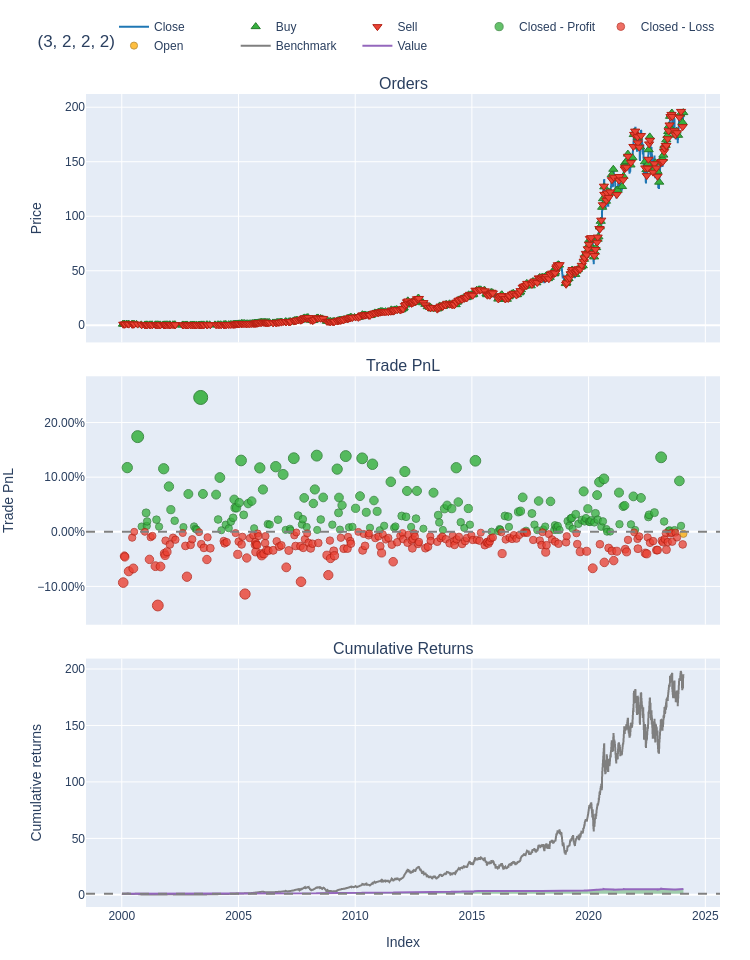 (3, 2, 2, 2)
Close Buy Sell Closed - Profit Closed - Loss
Open Benchmark Value
Orders
200
150
100
50
0
Price
Trade PnL
20.00%
10.00%
0.00%
−10.00%
Trade PnL
Cumulative Returns
200
150
100
50
0
Cumulative returns
2000 2005 2010 2015 2020 2025
Index